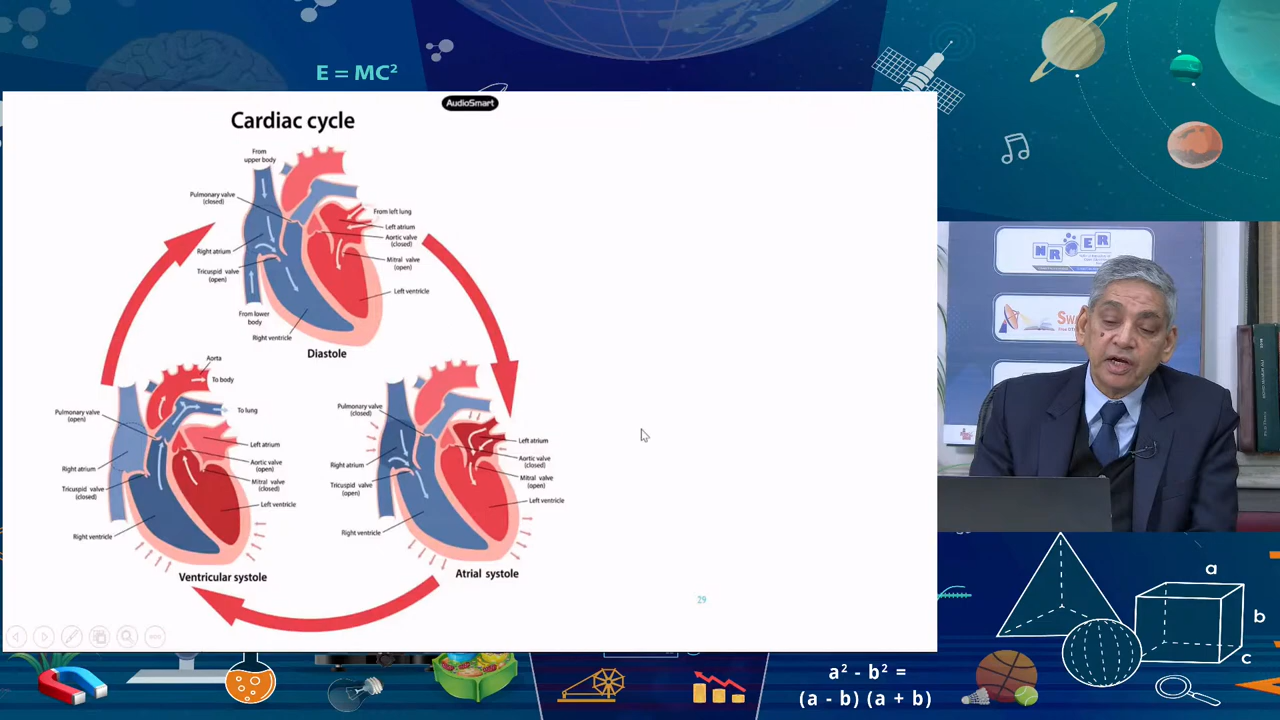 E = MC²
AudioSmart
Cardiac cycle
From
upper body
Pulmonary valve
(closed)
From left lung
Left atrium
Aortic valve
(closed)
Right atrium
Mitral valve
(open)
Tricuspid valve
(open)
Left ventricle
From lower
body
Right ventricle
Diastole
Aorta
To body
Pulmonary valve
(open)
To lung
Left atrium
Aortic valve
(open)
Right atrium
Mitral valve
(closed)
Tricuspid valve
(closed)
Left ventricle
Right ventricle
Ventricular systole
Pulmonary valve
(closed)
Left atrium
Aortic valve
(closed)
Right atrium
Mitral valve
(open)
Tricuspid valve
(open)
Left ventricle
Right ventricle
Atrial systole
29
N R E R
Sw
a
b
c
a² - b² =
(a - b) (a + b)